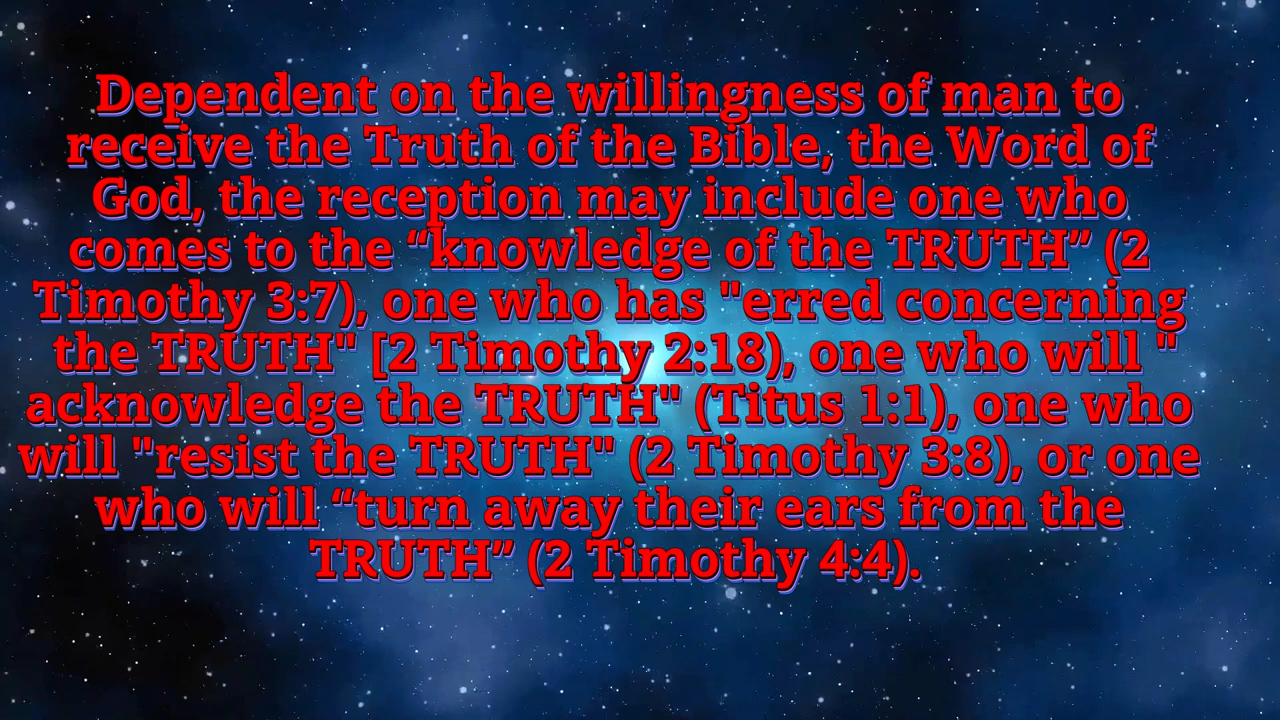 Dependent on the willingness of man to
receive the Truth of the Bible, the Word of
God, the reception may include one who
comes to the “knowledge of the TRUTH” (2
Timothy 3:7), one who has "erred concerning
the TRUTH" [2 Timothy 2:18), one who will "
acknowledge the TRUTH" (Titus 1:1), one who
will "resist the TRUTH" (2 Timothy 3:8), or one
who will “turn away their ears from the
TRUTH” (2 Timothy 4:4).